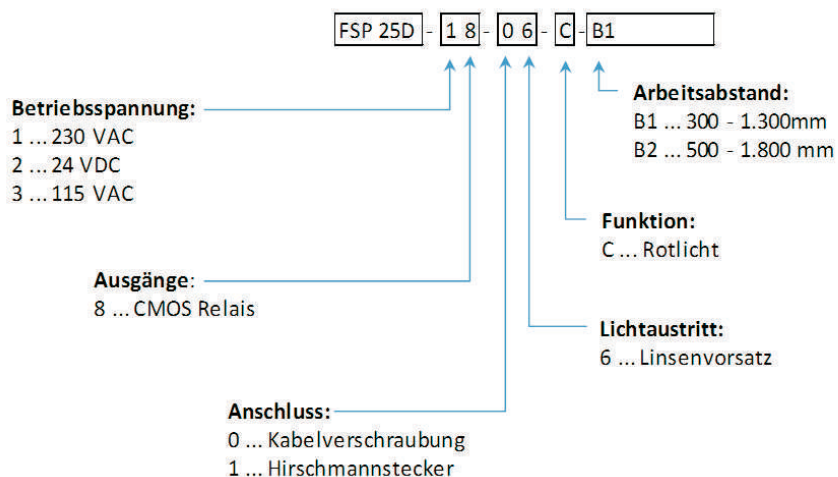 FSP 25D - 1 8 - 0 6 - C - B1
Betriebsspannung:
1 ... 230 VAC
2 ... 24 VDC
3 ... 115 VAC
Arbeitsabstand:
B1 ... 300 - 1.300mm
B2 ... 500 - 1.800 mm
Funktion:
C ... Rotlicht
Ausgänge:
8 ... CMOS Relais
Lichtaustritt:
6 ... Linsenvorsatz
Anschluss:
0 ... Kabelverschraubung
1 ... Hirschmannstecker